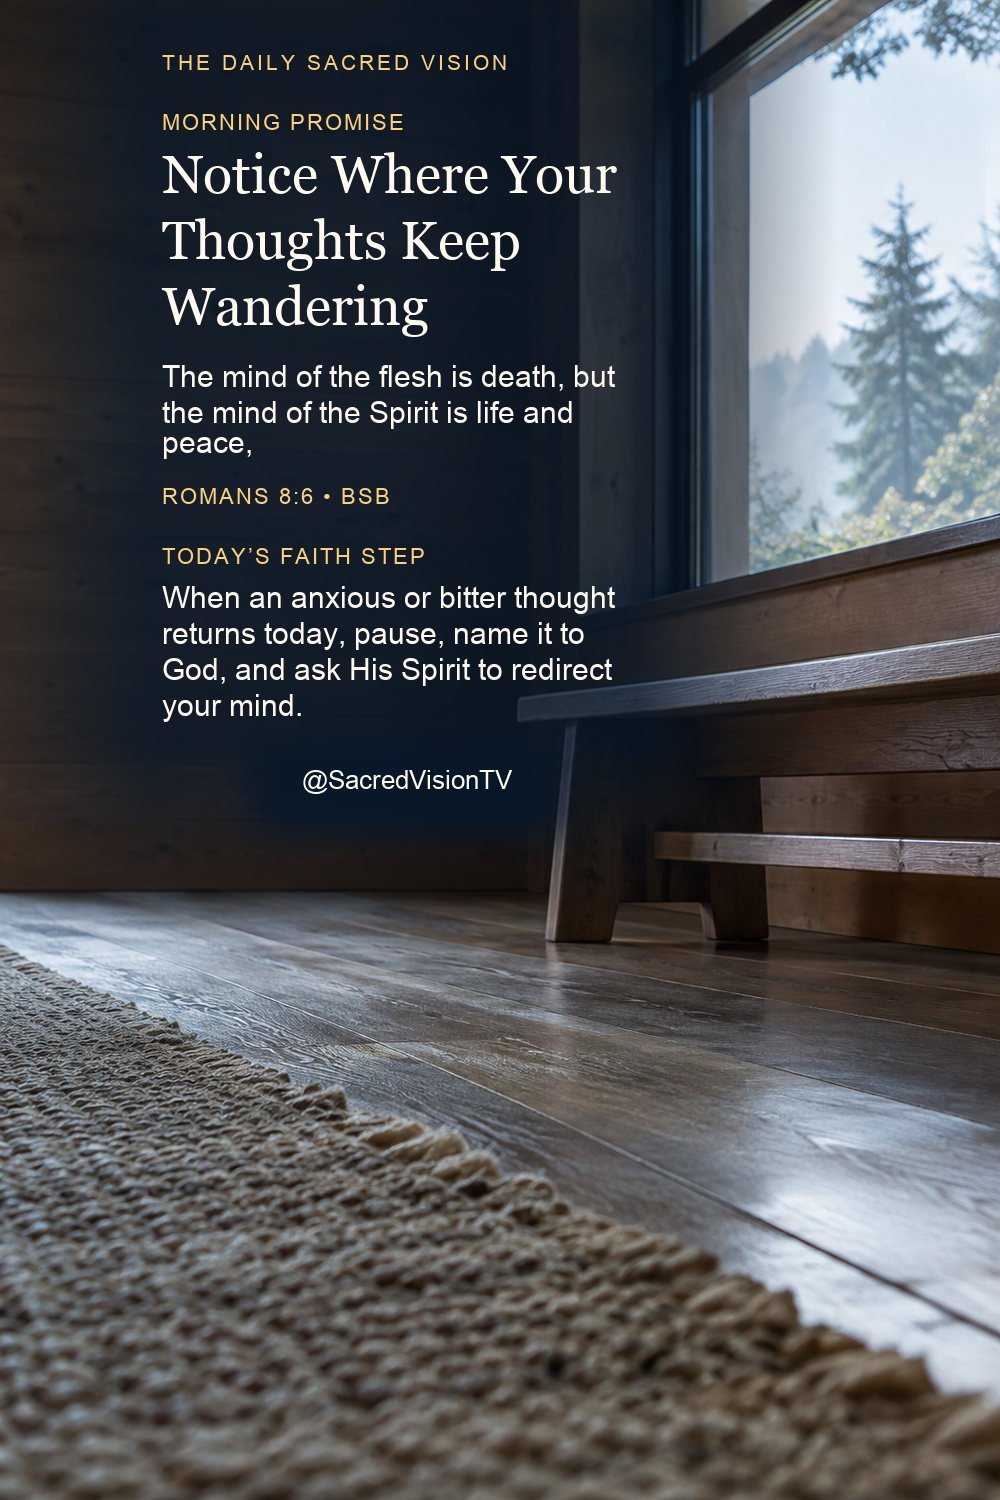 THE DAILY SACRED VISION
MORNING PROMISE
Notice Where Your
Thoughts Keep
Wandering
The mind of the flesh is death, but
the mind of the Spirit is life and
peace,
ROMANS 8:6 • BSB
TODAY’S FAITH STEP
When an anxious or bitter thought
returns today, pause, name it to
God, and ask His Spirit to redirect
your mind.
@SacredVisionTV